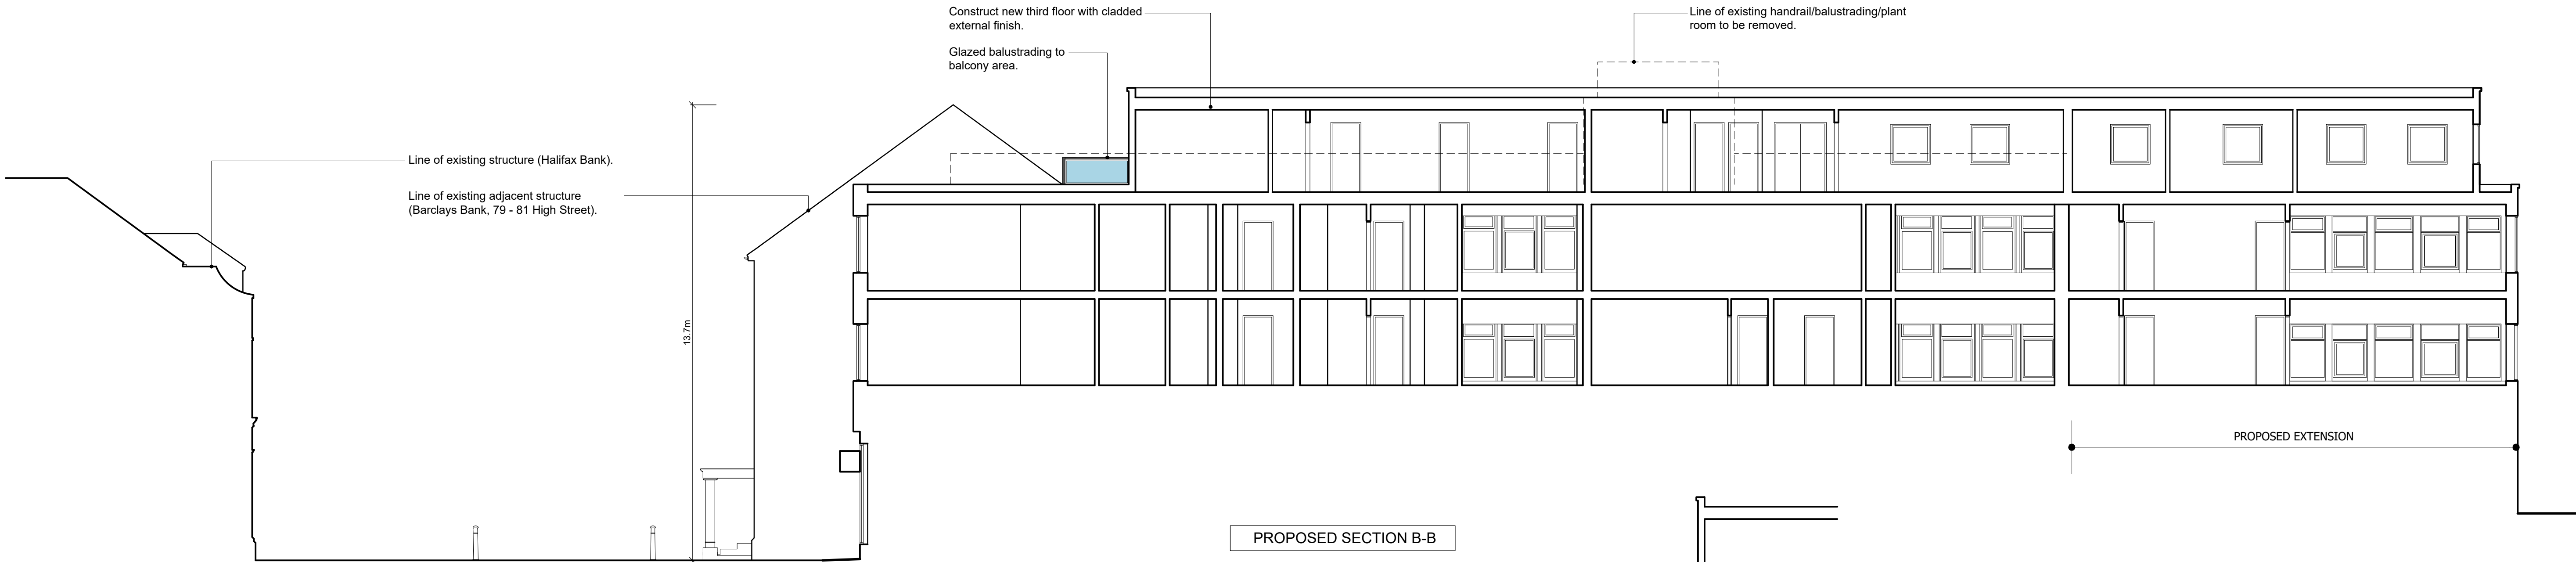 Construct new third floor with cladded
external finish.
Glazed balustrading to
balcony area.
Line of existing handrail/balustrading/plant
room to be removed.
Line of existing structure (Halifax Bank).
Line of existing adjacent structure
(Barclays Bank, 79 - 81 High Street).
13.7m
PROPOSED EXTENSION
PROPOSED SECTION B-B